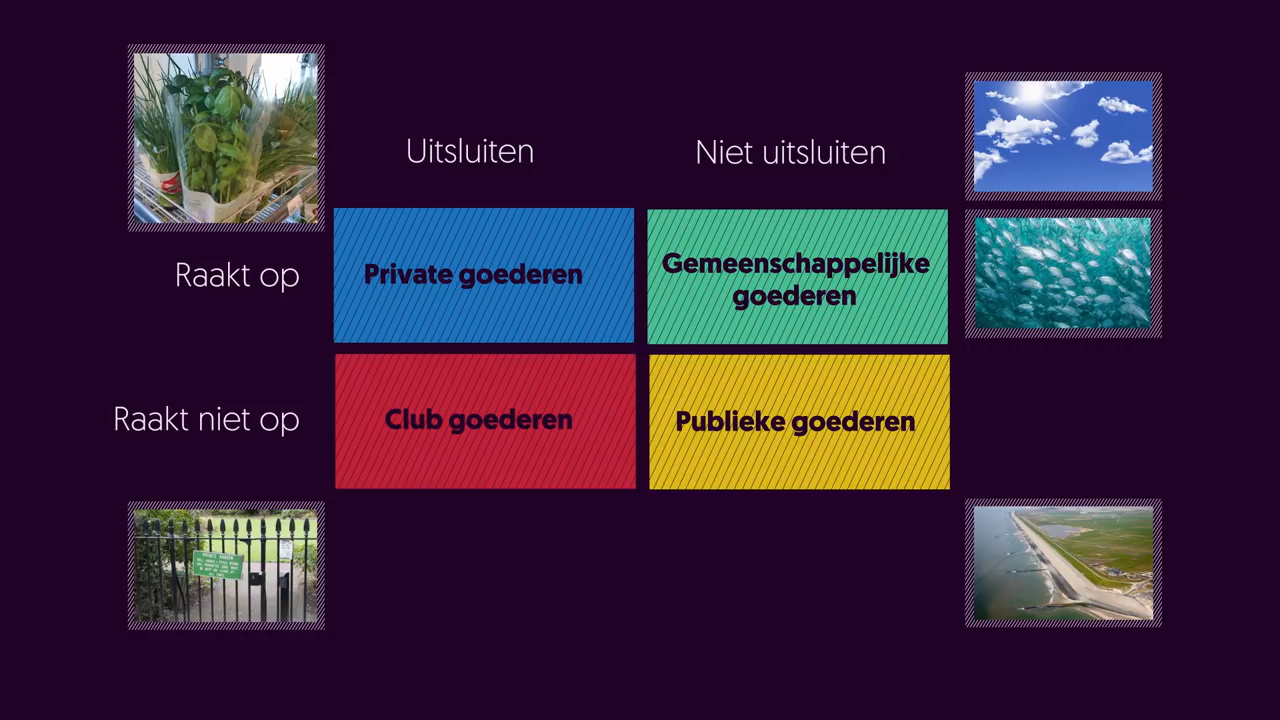 Uitsluiten
Niet uitsluiten
Raakt op
Private goederen
Gemeenschappelijke
goederen
Raakt niet op
Club goederen
Publieke goederen